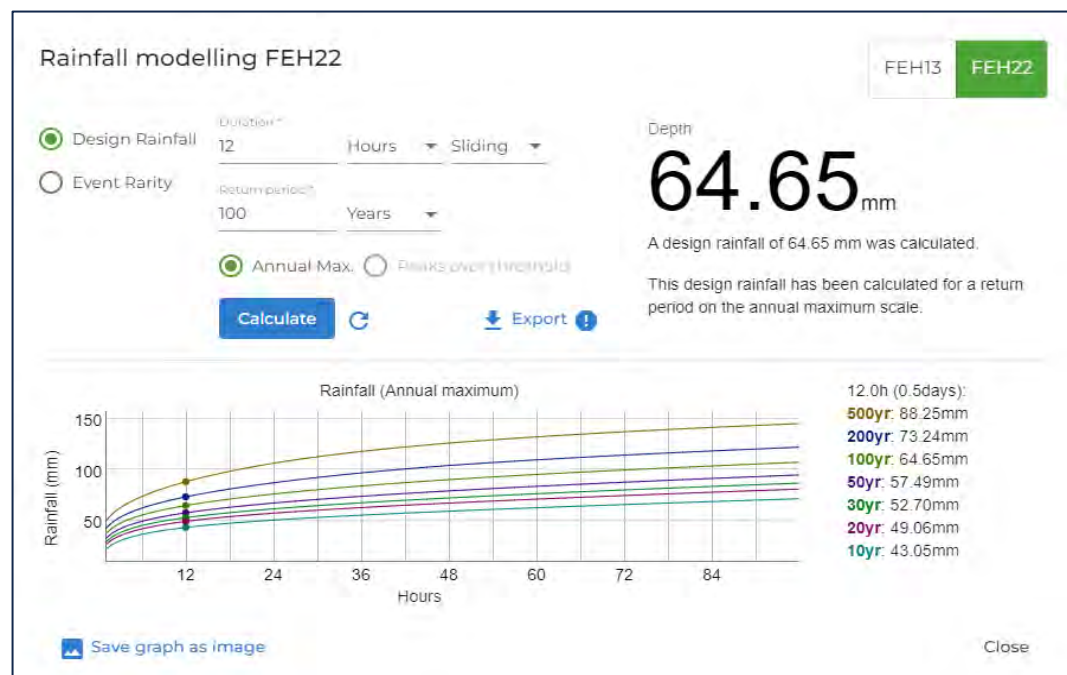 Rainfall modelling FEH22
FEH13 FEH22
Design Rainfall
Event Rarity
Duration *
12 Hours Sliding
Return period *
100 Years
Annual Max. Peaks over threshold
Calculate Export
Depth
64.65 mm
A design rainfall of 64.65 mm was calculated.
This design rainfall has been calculated for a return
period on the annual maximum scale.
Rainfall (Annual maximum)
Rainfall (mm)
150
100
50
12 24 36 48 60 72 84
Hours
12.0h (0.5days):
500yr: 88.25mm
200yr: 73.24mm
100yr: 64.65mm
50yr: 57.49mm
30yr: 52.70mm
20yr: 49.06mm
10yr: 43.05mm
Save graph as image
Close